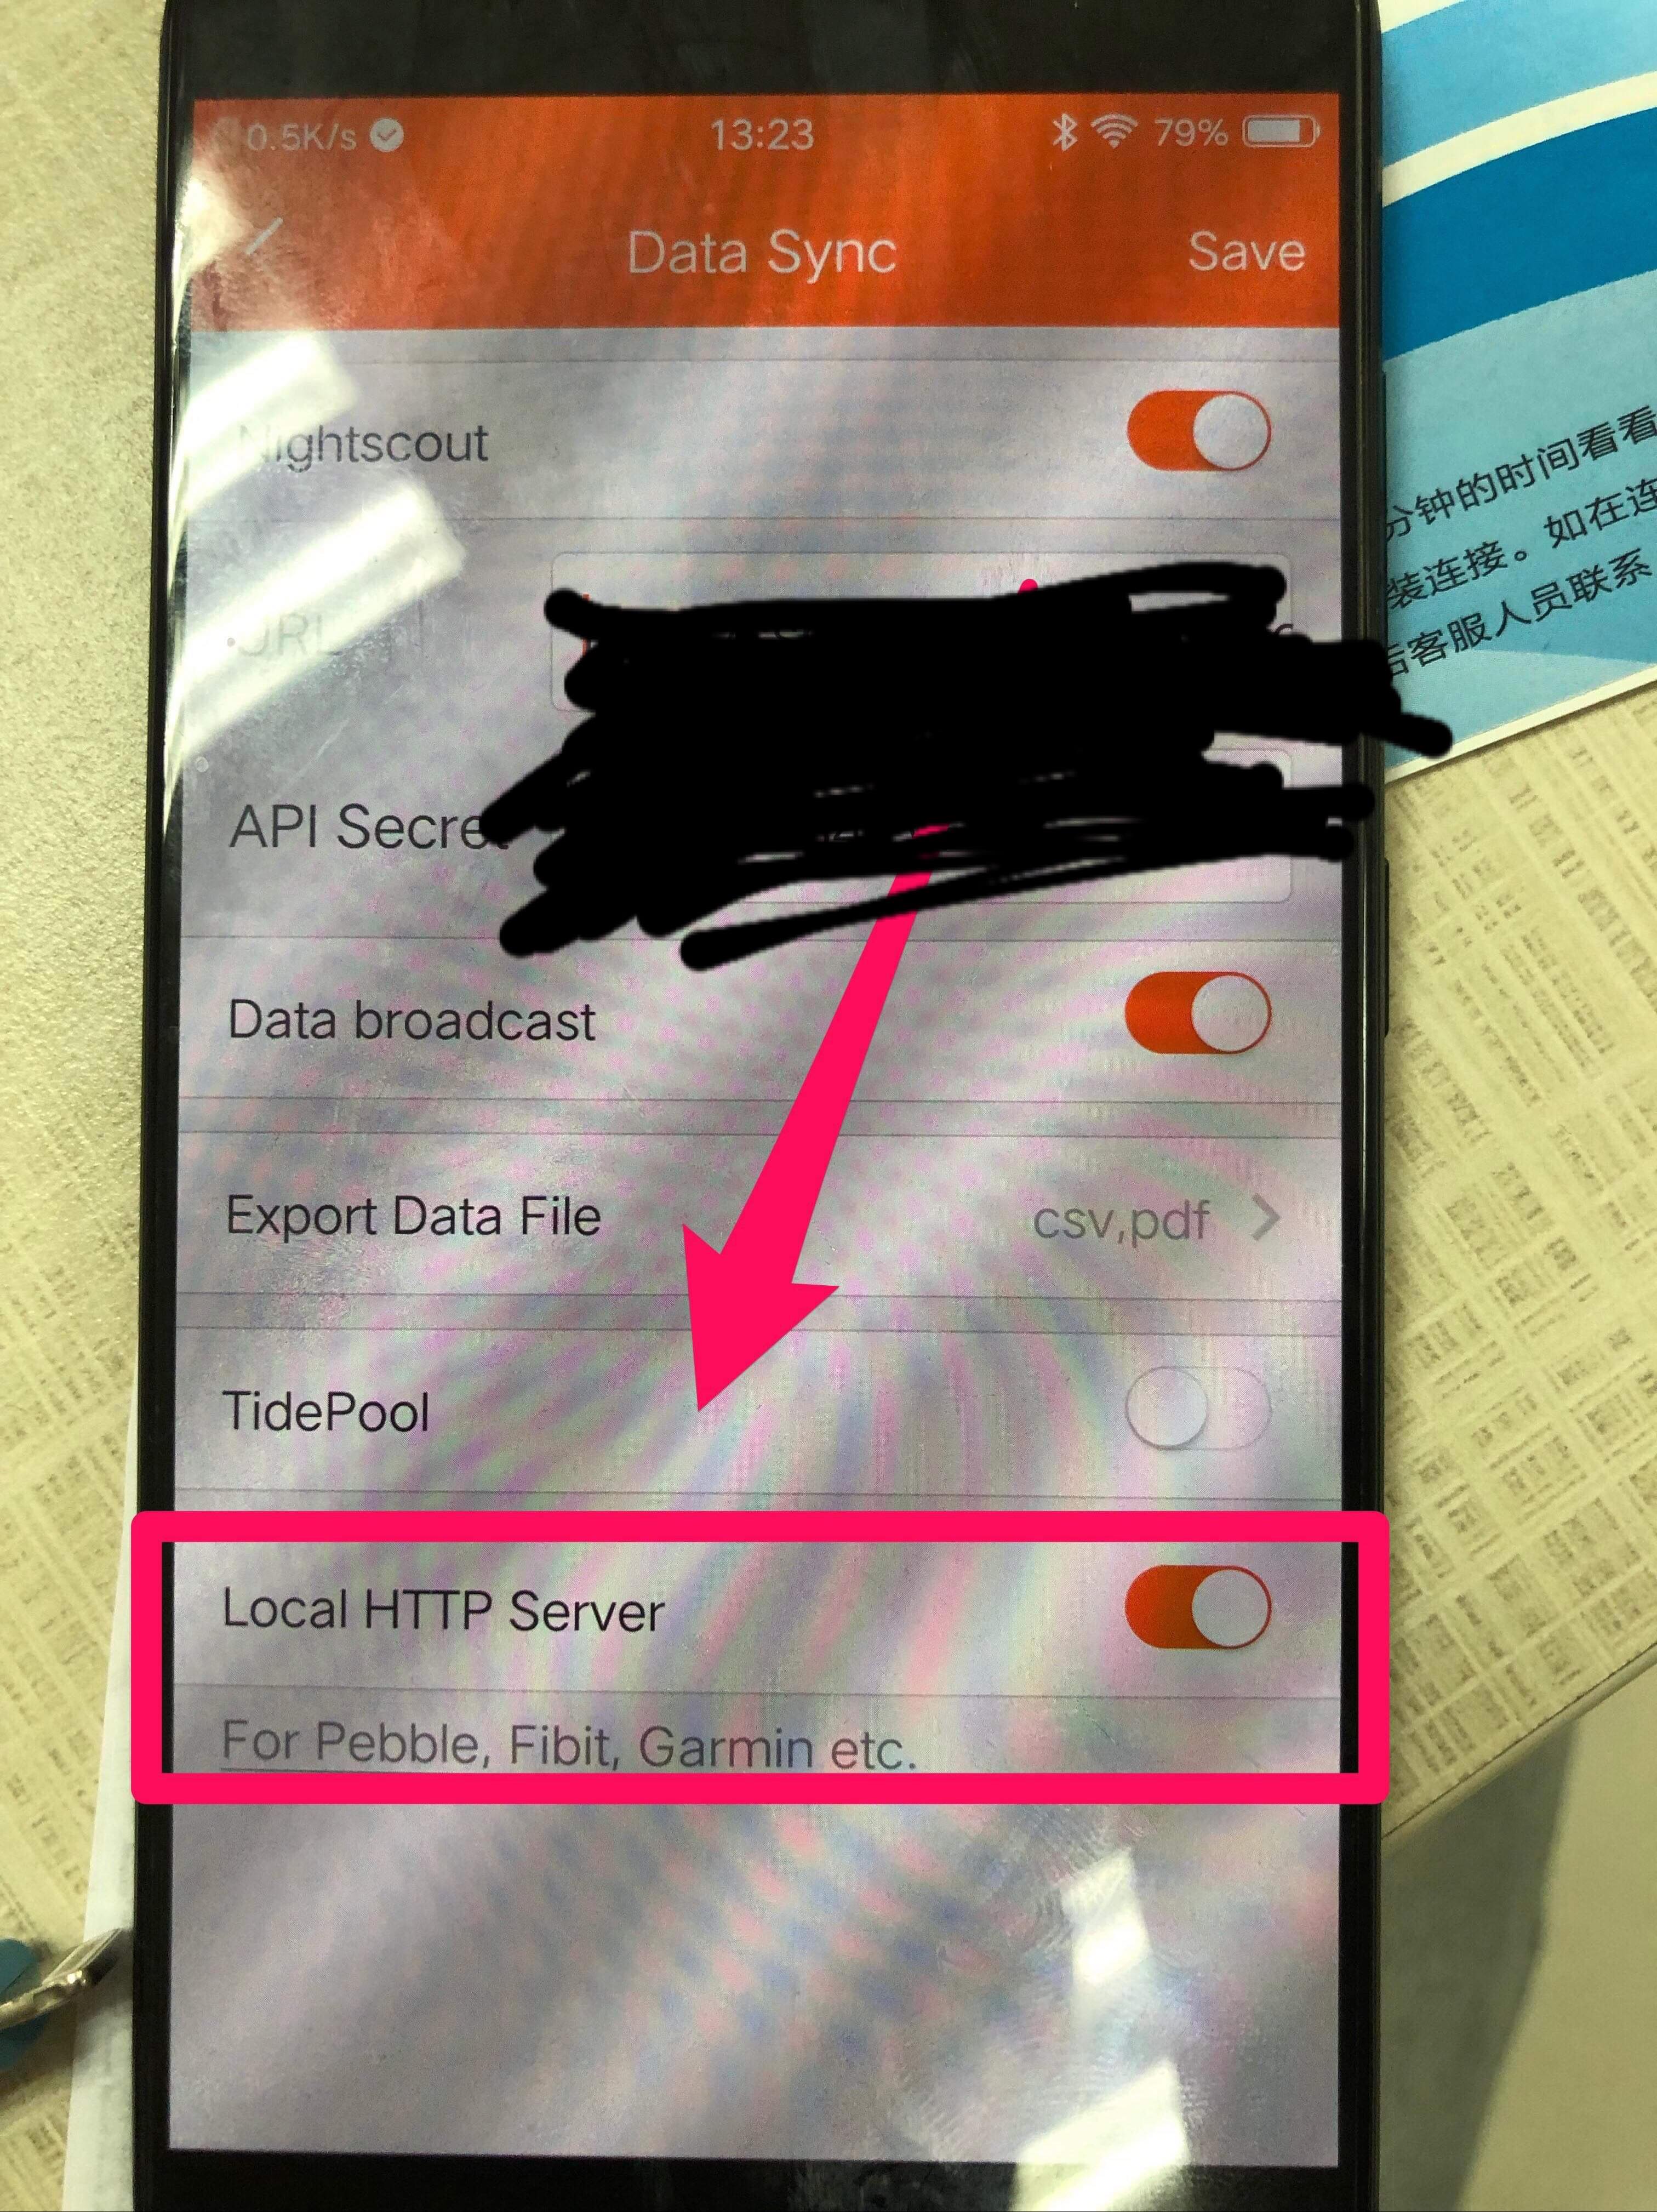 0.5K/s 13:23 79%
Data Sync Save
Nightscout
URL
API Secret
Data broadcast
Export Data File csv,pdf
TidePool
Local HTTP Server
For Pebble, Fibit, Garmin etc.
分钟的时间看看
装连接。如在连
后客服人员联系